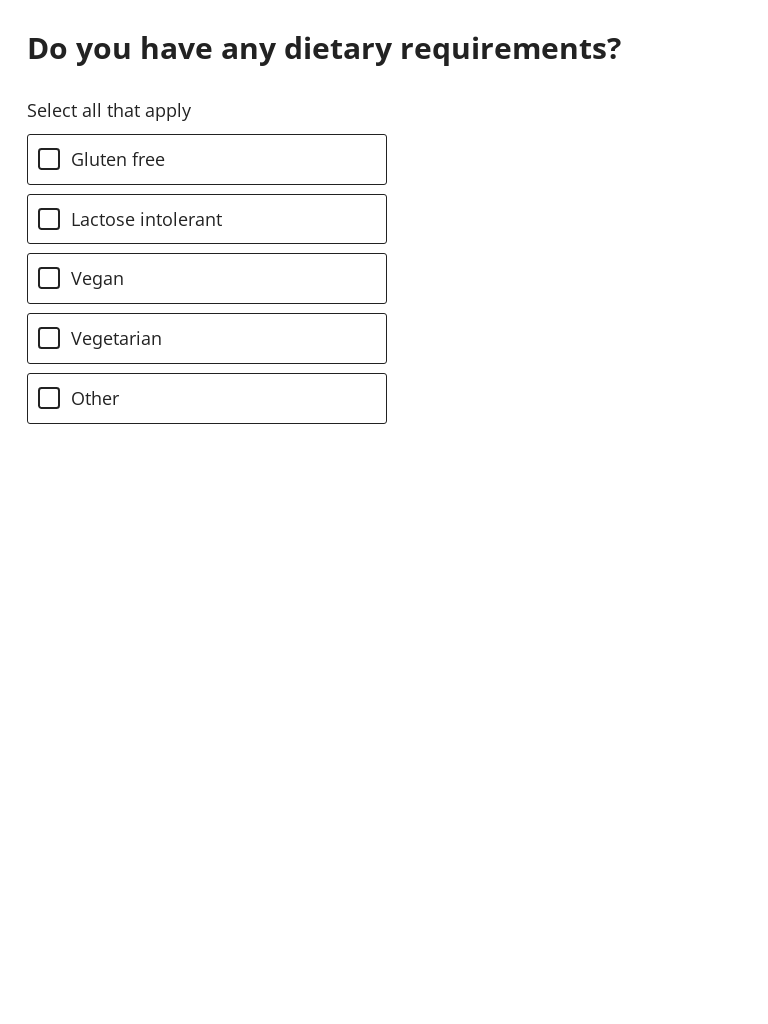 Do you have any dietary requirements?
Select all that apply
Gluten free
Lactose intolerant
Vegan
Vegetarian
Other